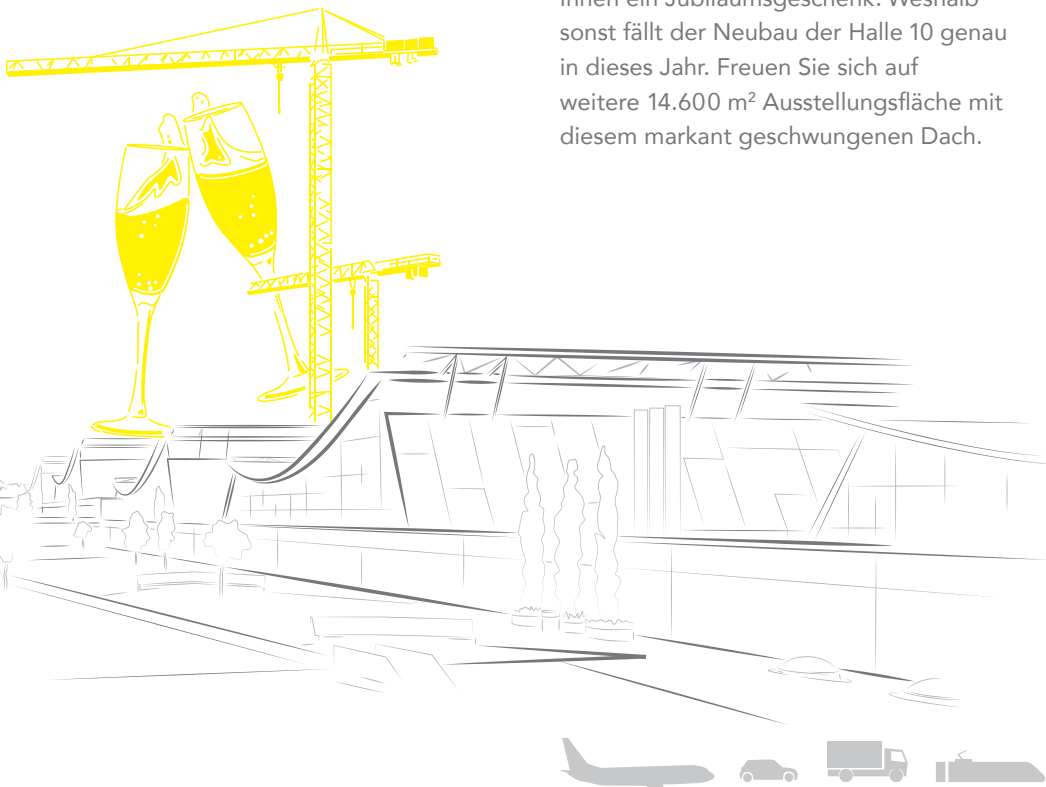 Ihnen ein Jubiläumsgeschenk. Weshalb
sonst fällt der Neubau der Halle 10 genau
in dieses Jahr. Freuen Sie sich auf
weitere 14.600 m² Ausstellungsfläche mit
diesem markant geschwungenen Dach.